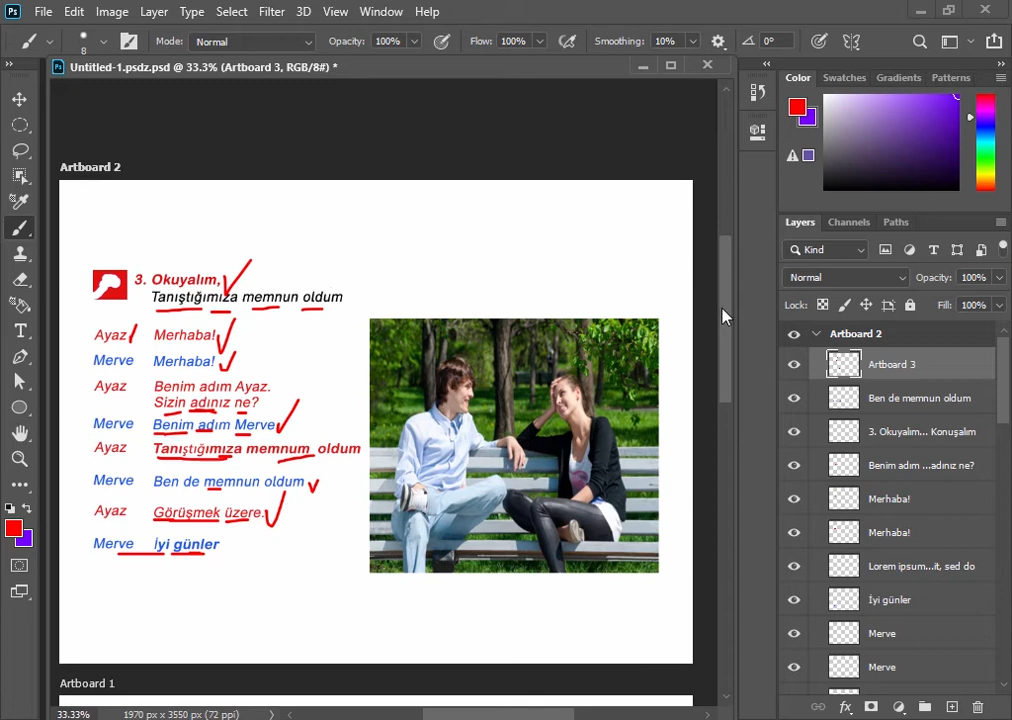 Ps File Edit Image Layer Type Select Filter 3D View Window Help
8 Mode: Normal Opacity: 100% Flow: 100% Smoothing: 10% 0°
Untitled-1.psdz.psd @ 33.3% (Artboard 3, RGB/8#) *
Artboard 2
3. Okuyalım,
Tanıştığımıza memnun oldum
Ayaz Merhaba!
Merve Merhaba!
Ayaz Benim adım Ayaz.
Sizin adınız ne?
Merve Benim adım Merve
Ayaz Tanıştığımıza memnum oldum
Merve Ben de memnun oldum
Ayaz Görüşmek üzere.
Merve İyi günler
Artboard 1
33.33% 1970 px x 3550 px (72 ppi)
Color Swatches Gradients Patterns
Layers Channels Paths
Kind
Normal Opacity: 100%
Lock: Fill: 100%
Artboard 2
Artboard 3
Ben de memnun oldum
3. Okuyalım... Konuşalım
Benim adım ...adınız ne?
Merhaba!
Merhaba!
Lorem ipsum...it, sed do
İyi günler
Merve
Merve